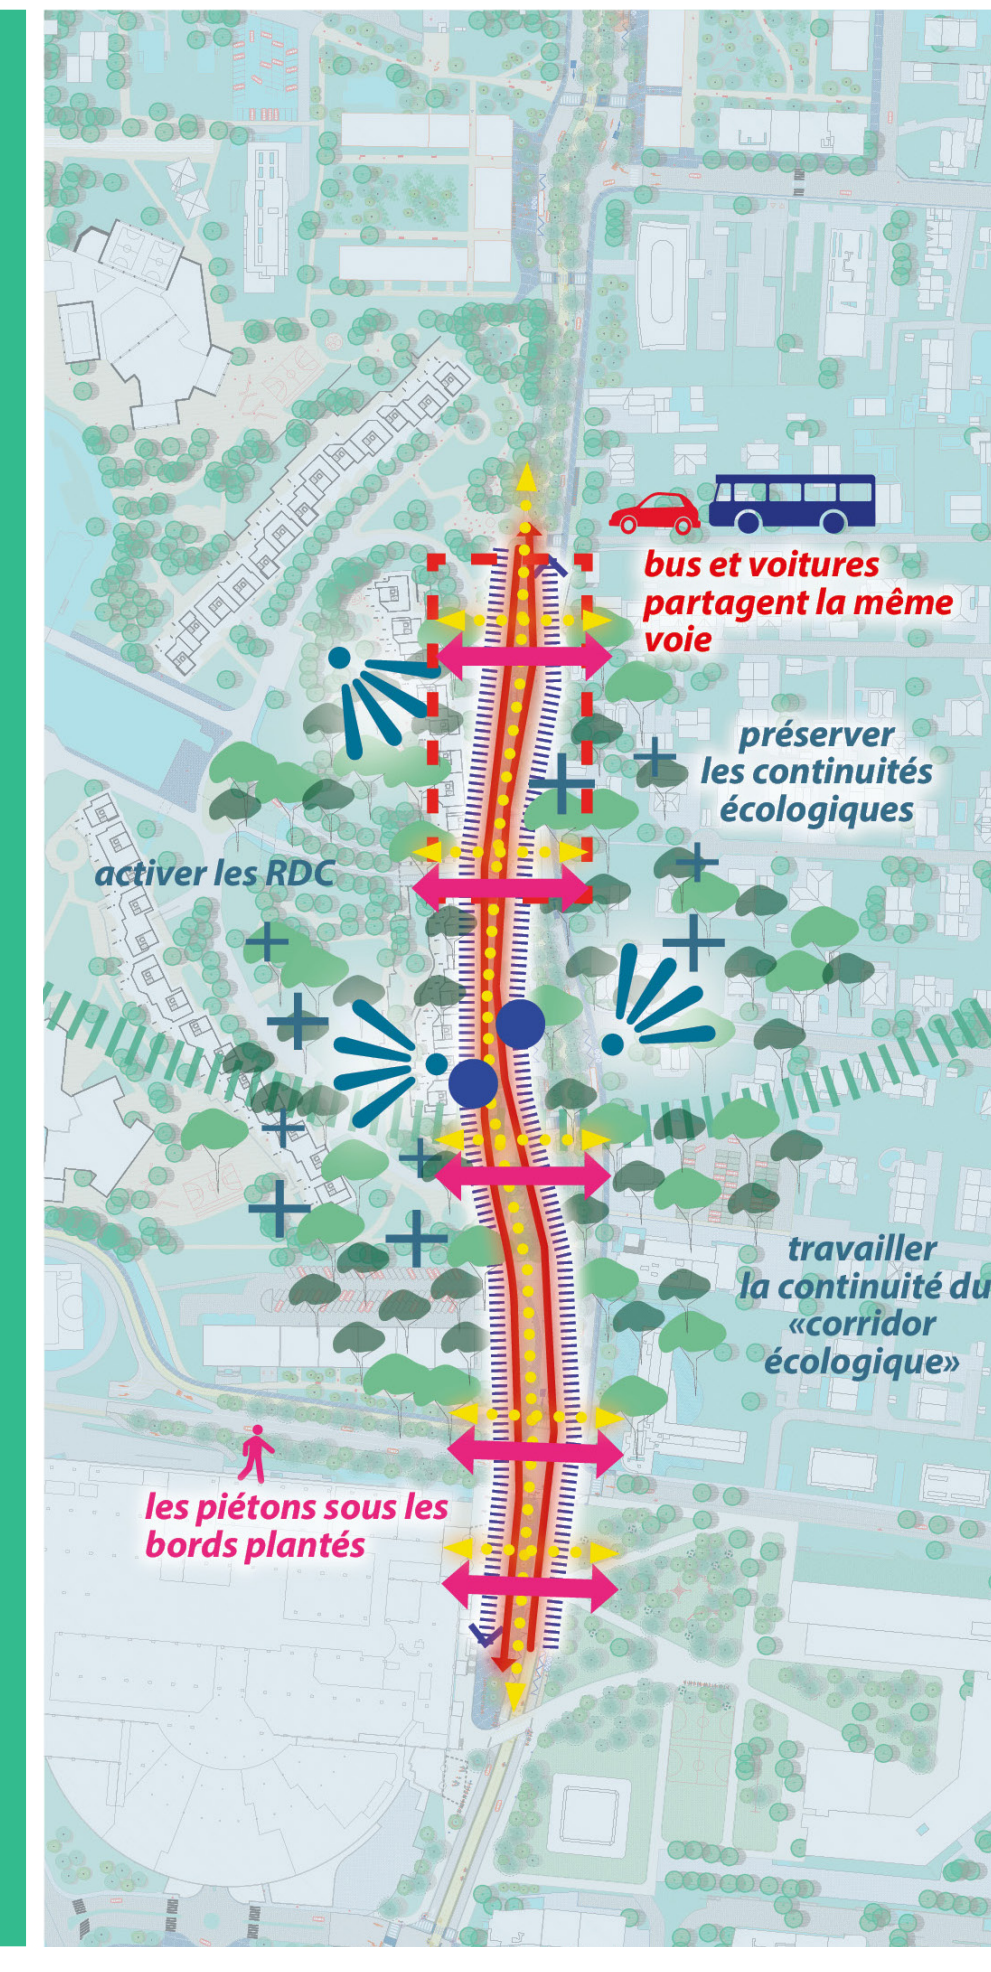 bus et voitures
partagent la même
voie
préserver
les continuités
écologiques
activer les RDC
travailler
la continuité du
«corridor
écologique»
les piétons sous les
bords plantés